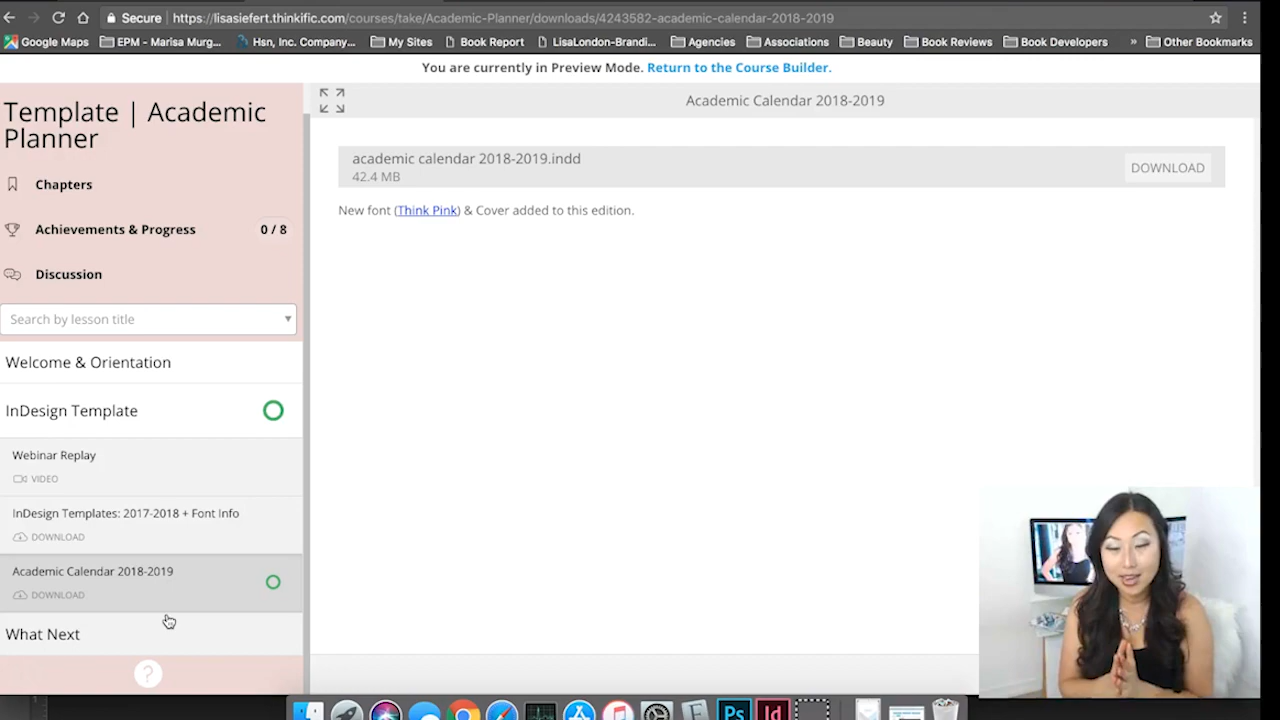 Secure https://lisasiefert.thinkific.com/courses/take/Academic-Planner/downloads/4243582-academic-calendar-2018-2019
Google Maps EPM - Marisa Murg... Hsn, Inc. Company... My Sites Book Report LisaLondon-Brandi... Agencies Associations Beauty Book Reviews Book Developers » Other Bookmarks
You are currently in Preview Mode. Return to the Course Builder.
Template | Academic
Planner
Academic Calendar 2018-2019
academic calendar 2018-2019.indd
42.4 MB
DOWNLOAD
New font (Think Pink) & Cover added to this edition.
Chapters
Achievements & Progress 0 / 8
Discussion
Search by lesson title
Welcome & Orientation
InDesign Template
Webinar Replay
VIDEO
InDesign Templates: 2017-2018 + Font Info
DOWNLOAD
Academic Calendar 2018-2019
DOWNLOAD
What Next
?
Ps Id